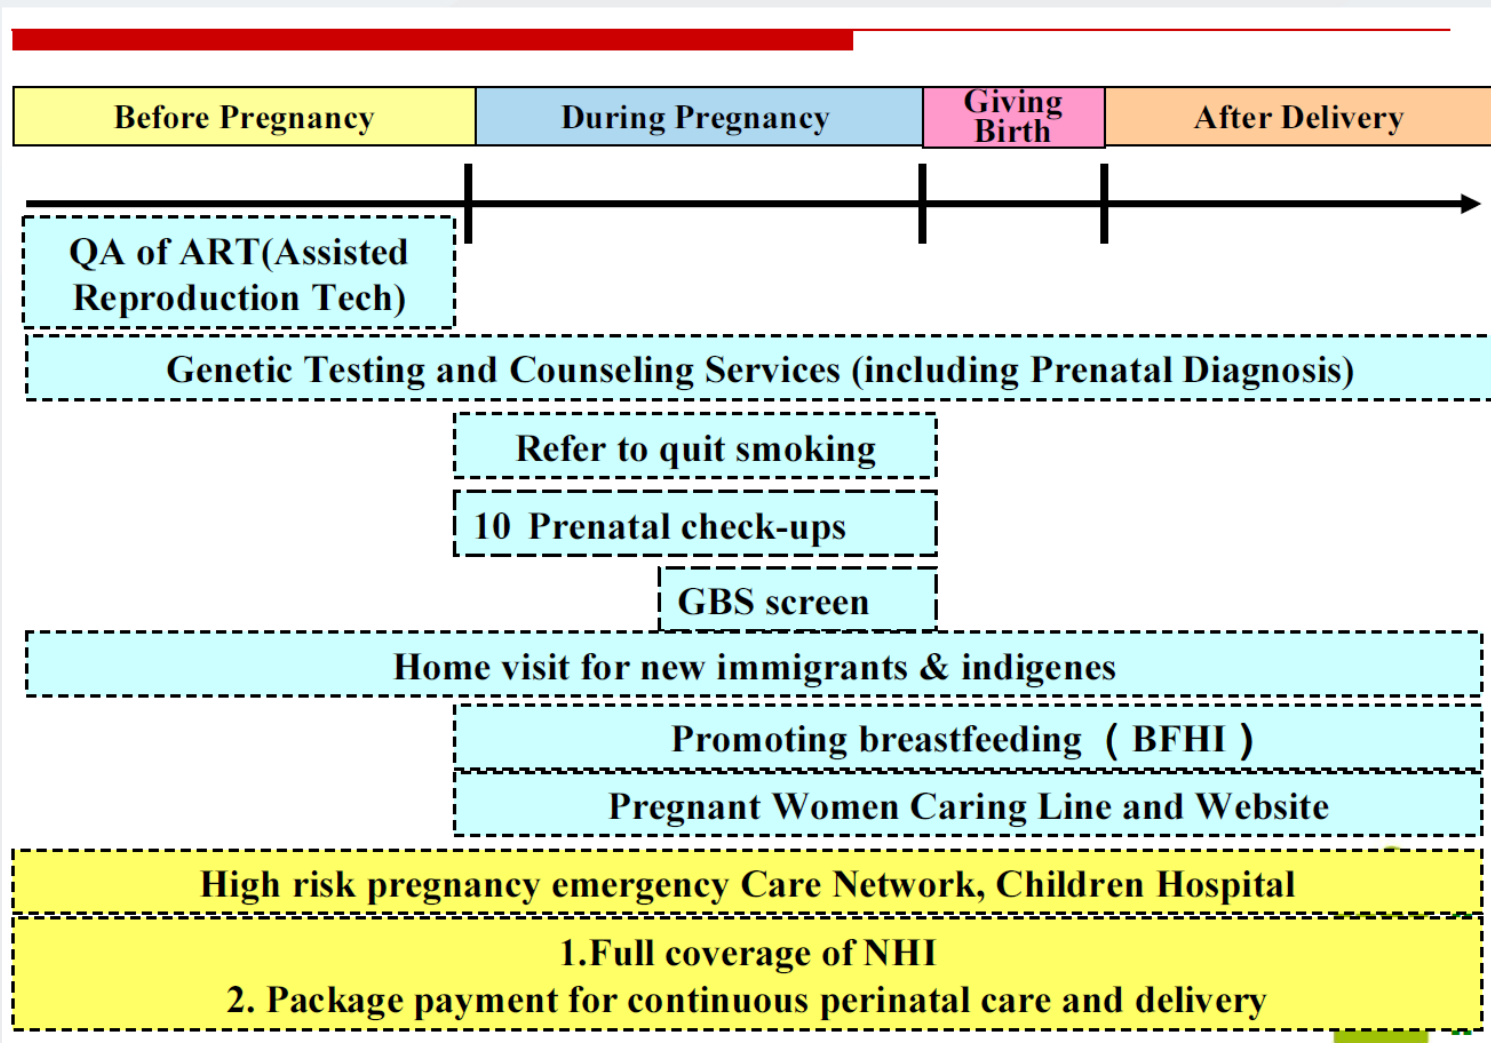 Before Pregnancy
During Pregnancy
Giving
Birth
After Delivery
QA of ART(Assisted
Reproduction Tech)
Genetic Testing and Counseling Services (including Prenatal Diagnosis)
Refer to quit smoking
10 Prenatal check-ups
GBS screen
Home visit for new immigrants & indigenes
Promoting breastfeeding ( BFHI )
Pregnant Women Caring Line and Website
High risk pregnancy emergency Care Network, Children Hospital
1.Full coverage of NHI
2. Package payment for continuous perinatal care and delivery